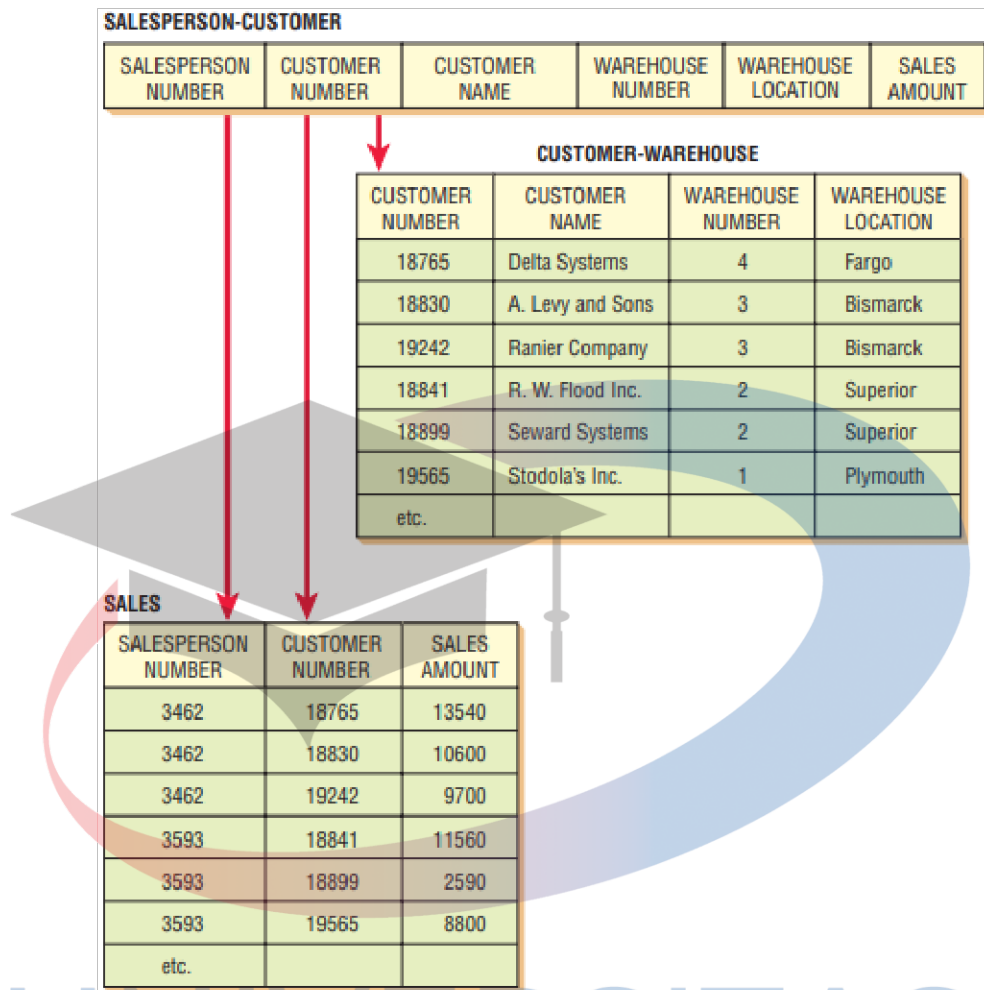 SALESPERSON-CUSTOMER
SALESPERSON NUMBER CUSTOMER NUMBER CUSTOMER NAME WAREHOUSE NUMBER WAREHOUSE LOCATION SALES AMOUNT
CUSTOMER-WAREHOUSE
CUSTOMER NUMBER CUSTOMER NAME WAREHOUSE NUMBER WAREHOUSE LOCATION
18765 Delta Systems 4 Fargo
18830 A. Levy and Sons 3 Bismarck
19242 Ranier Company 3 Bismarck
18841 R. W. Flood Inc. 2 Superior
18899 Seward Systems 2 Superior
19565 Stodola's Inc. 1 Plymouth
etc.
SALES
SALESPERSON NUMBER CUSTOMER NUMBER SALES AMOUNT
3462 18765 13540
3462 18830 10600
3462 19242 9700
3593 18841 11560
3593 18899 2590
3593 19565 8800
etc.